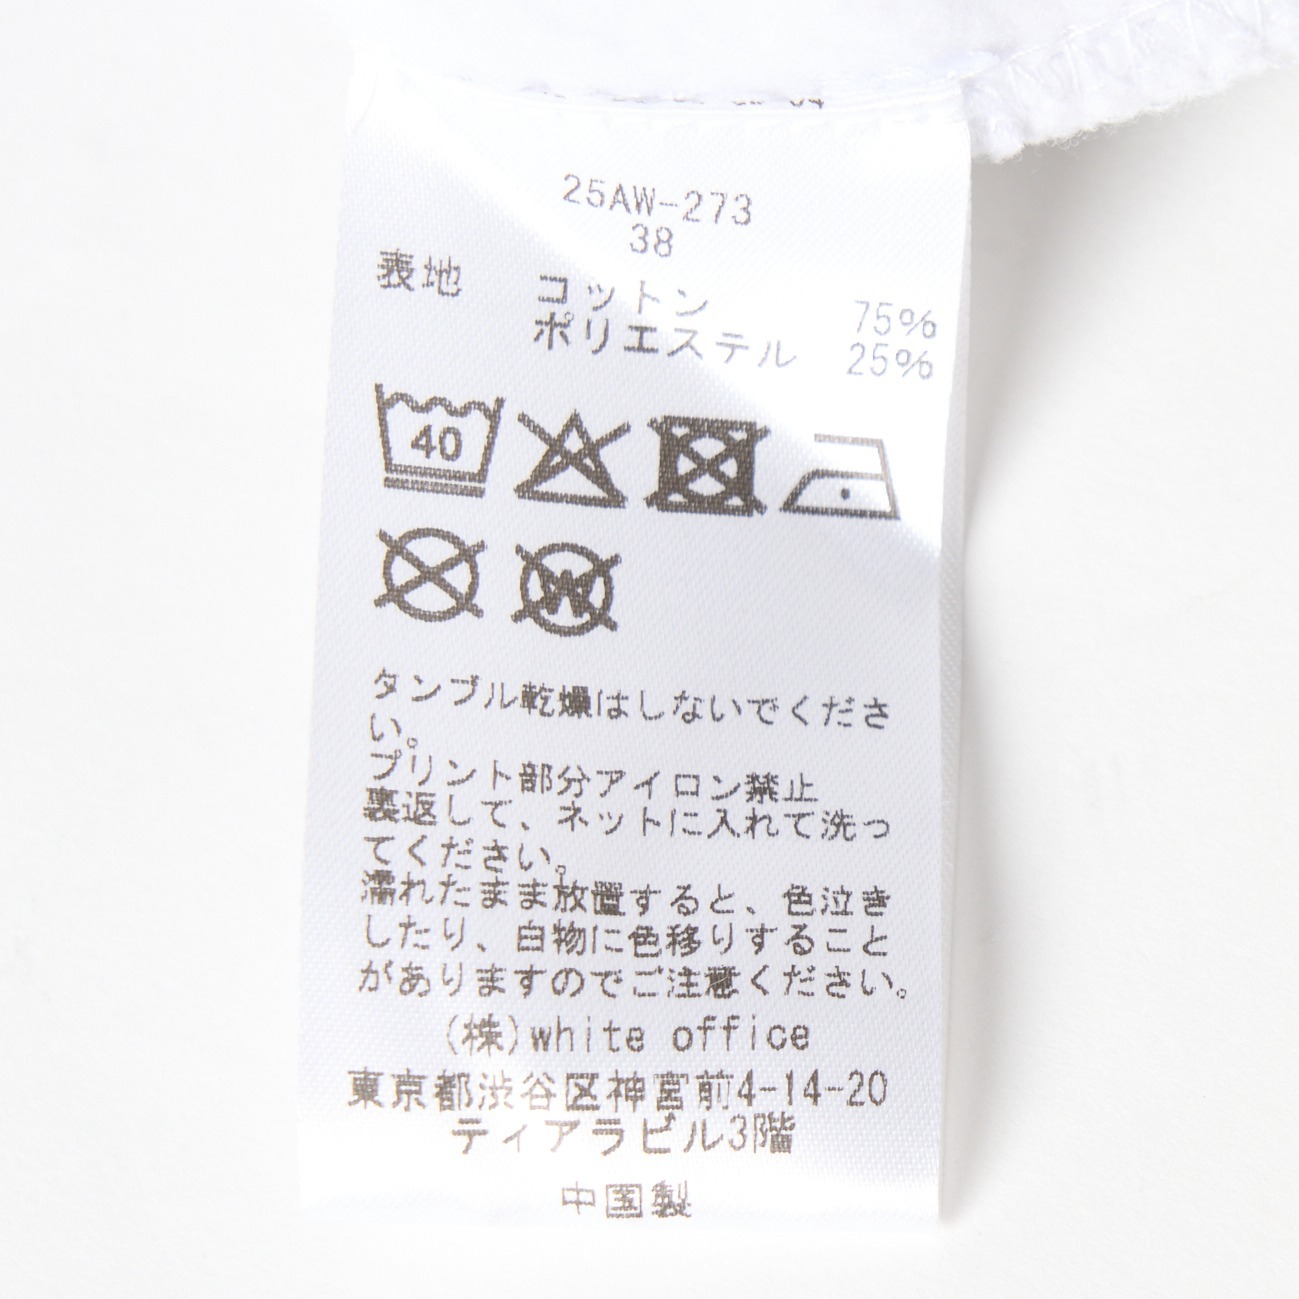 25AW-273
38
表地 コットン 75%
ポリエステル 25%
40
W
タンブル乾燥はしないでくださ
い。
プリント部分アイロン禁止
裏返して、ネットに入れて洗っ
てください。
濡れたまま放置すると、色泣き
したり、白物に色移りすること
がありますのでご注意ください。
(株)white office
東京都渋谷区神宮前4-14-20
ティアラビル3階
中国製